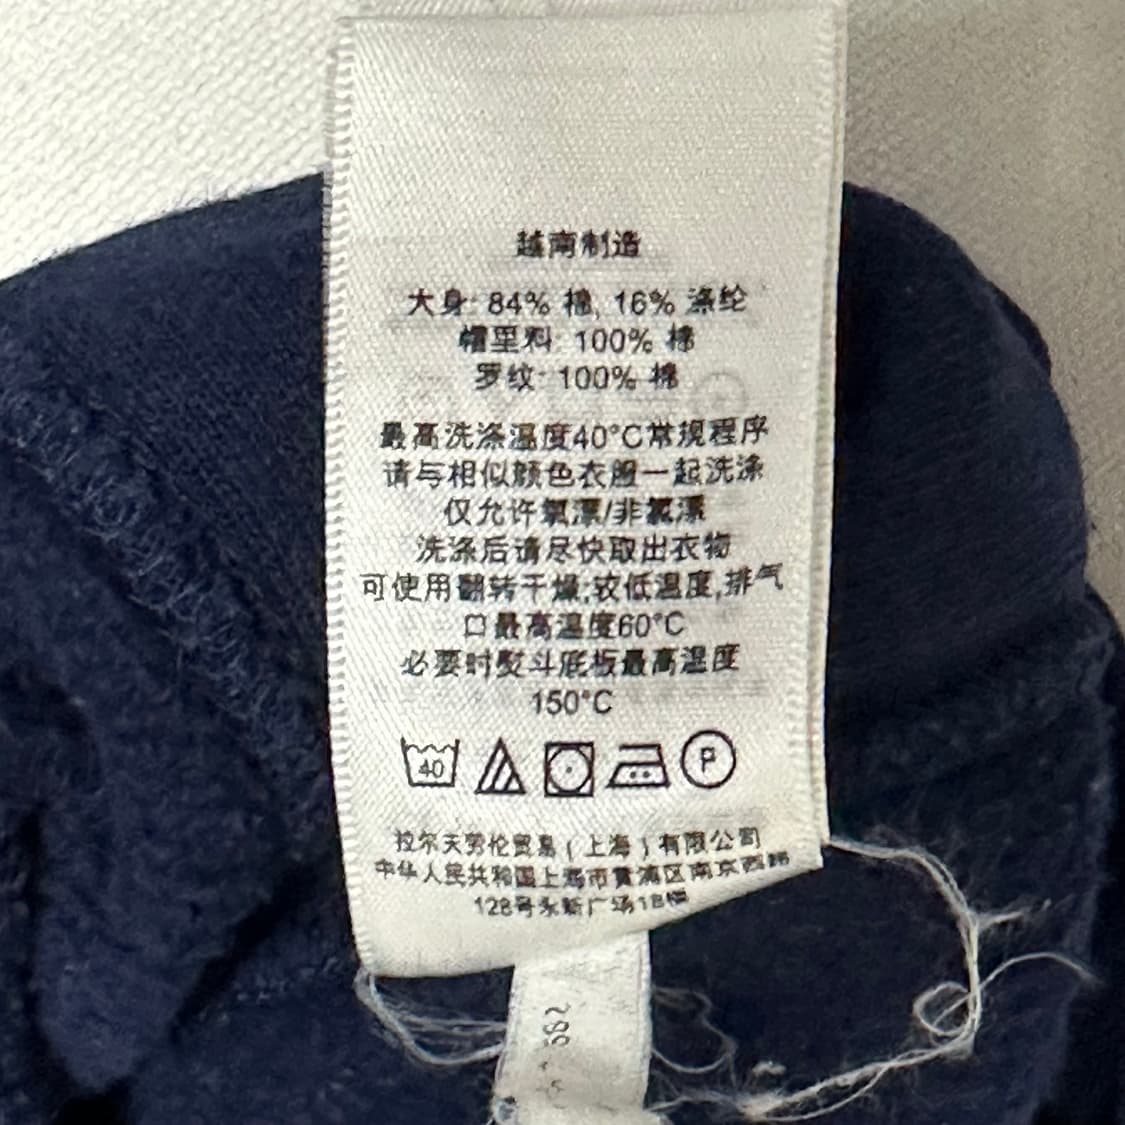 越南制造
大身: 84% 棉, 16% 涤纶
帽里料: 100% 棉
罗纹: 100% 棉
最高洗涤温度40°C常规程序
请与相似颜色衣服一起洗涤
仅允许氧漂/非氯漂
洗涤后请尽快取出衣物
可使用翻转干燥;较低温度,排气
口最高温度60°C
必要时熨斗底板最高温度
150°C
40
P
拉尔夫劳伦贸易（上海）有限公司
中华人民共和国上海市黄浦区南京西路
128号永新广场18楼